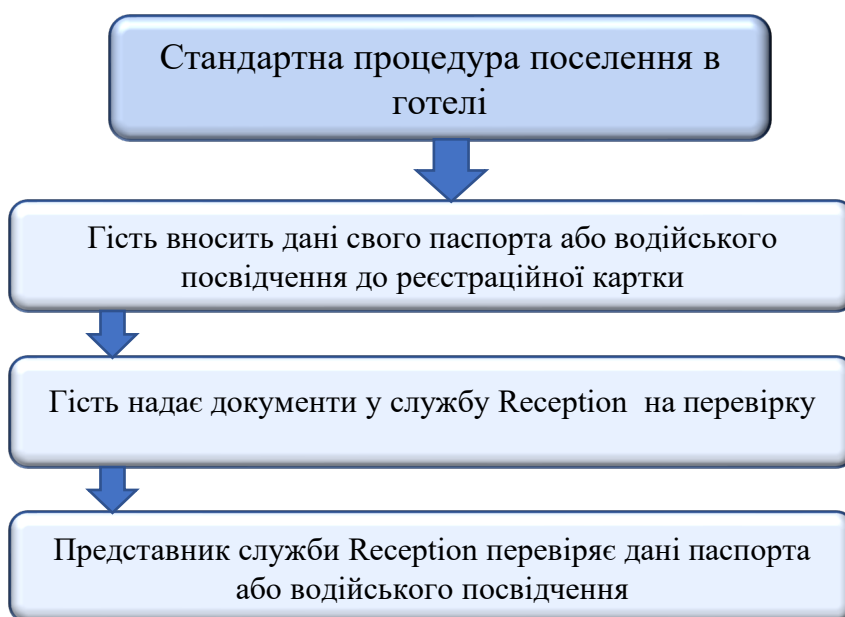 Стандартна процедура поселення в
готелі
Гість вносить дані свого паспорта або водійського
посвідчення до реєстраційної картки
Гість надає документи у службу Reception на перевірку
Представник служби Reception перевіряє дані паспорта
або водійського посвідчення